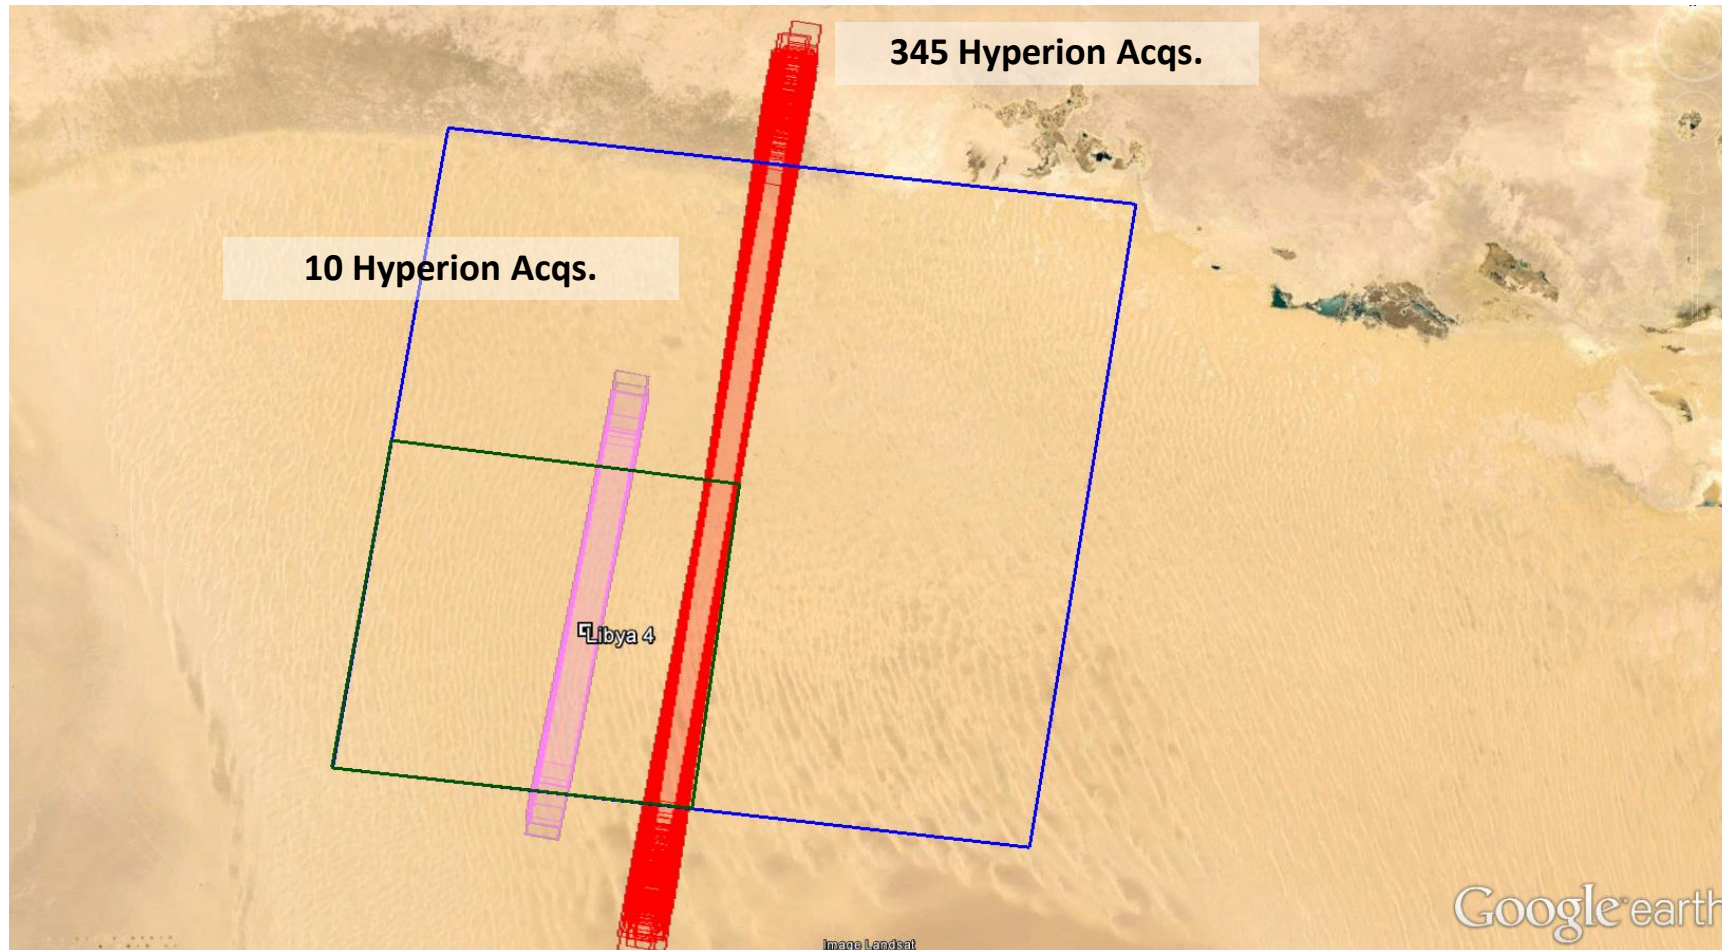 345 Hyperion Acqs.
10 Hyperion Acqs.
Libya 4
Image Landsat
Google earth